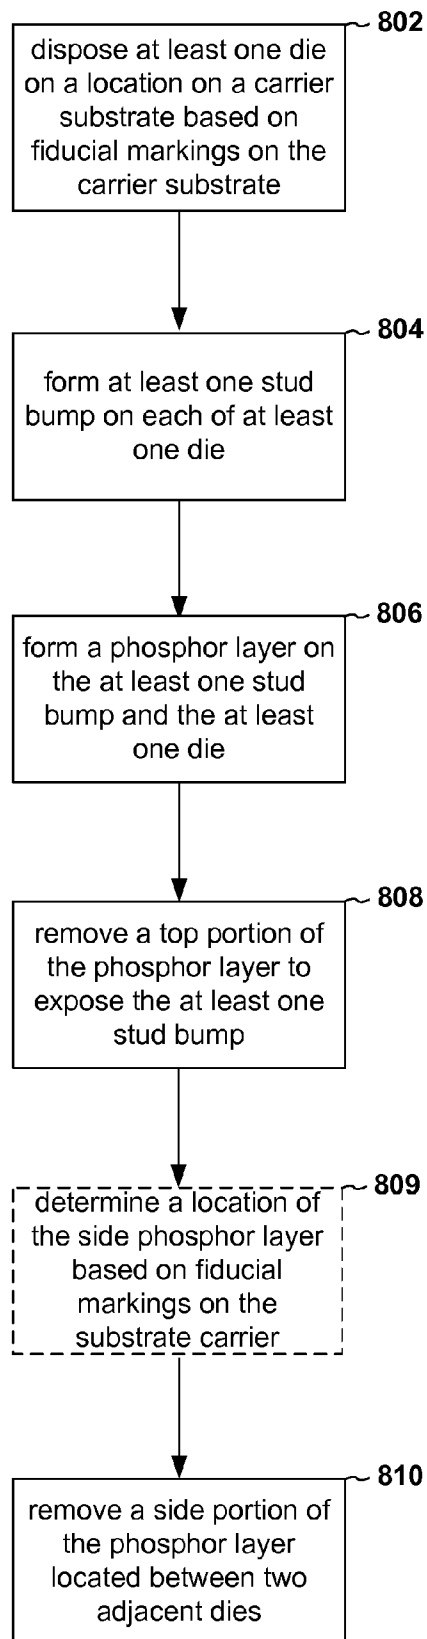 802
dispose at least one die
on a location on a carrier
substrate based on
fiducial markings on the
carrier substrate
804
form at least one stud
bump on each of at least
one die
806
form a phosphor layer on
the at least one stud
bump and the at least
one die
808
remove a top portion of
the phosphor layer to
expose the at least one
stud bump
809
determine a location of
the side phosphor layer
based on fiducial
markings on the
substrate carrier
810
remove a side portion of
the phosphor layer
located between two
adjacent dies